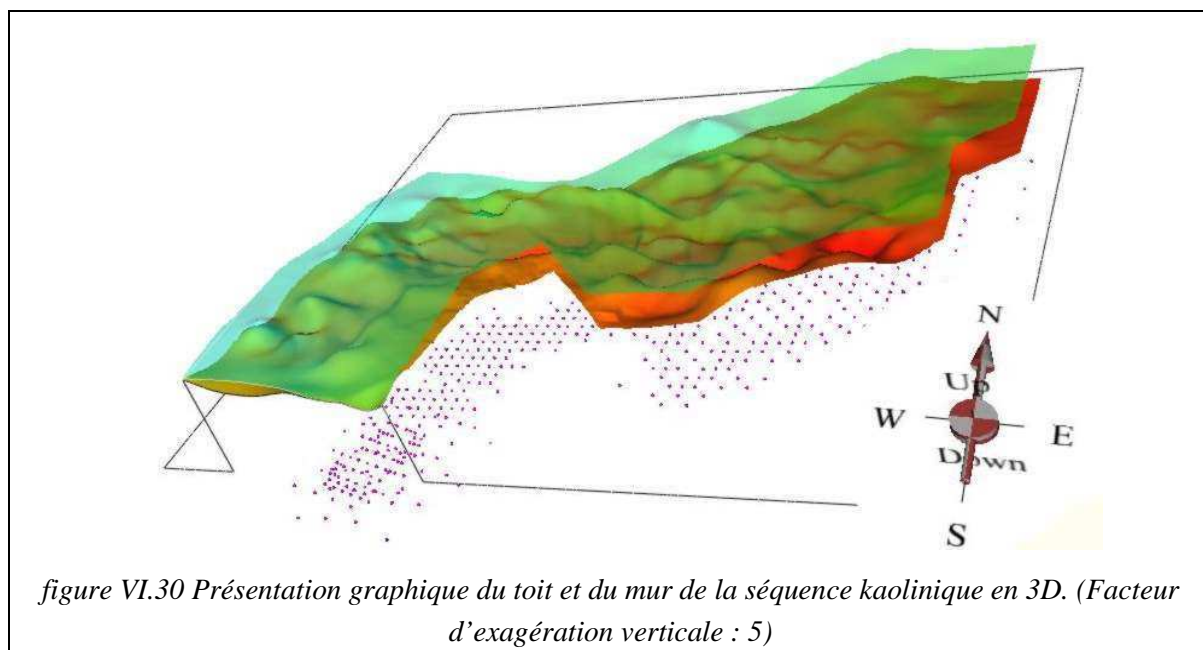 N
Up
W
E
Down
S
figure VI.30 Présentation graphique du toit et du mur de la séquence kaolinique en 3D. (Facteur
d’exagération verticale : 5)